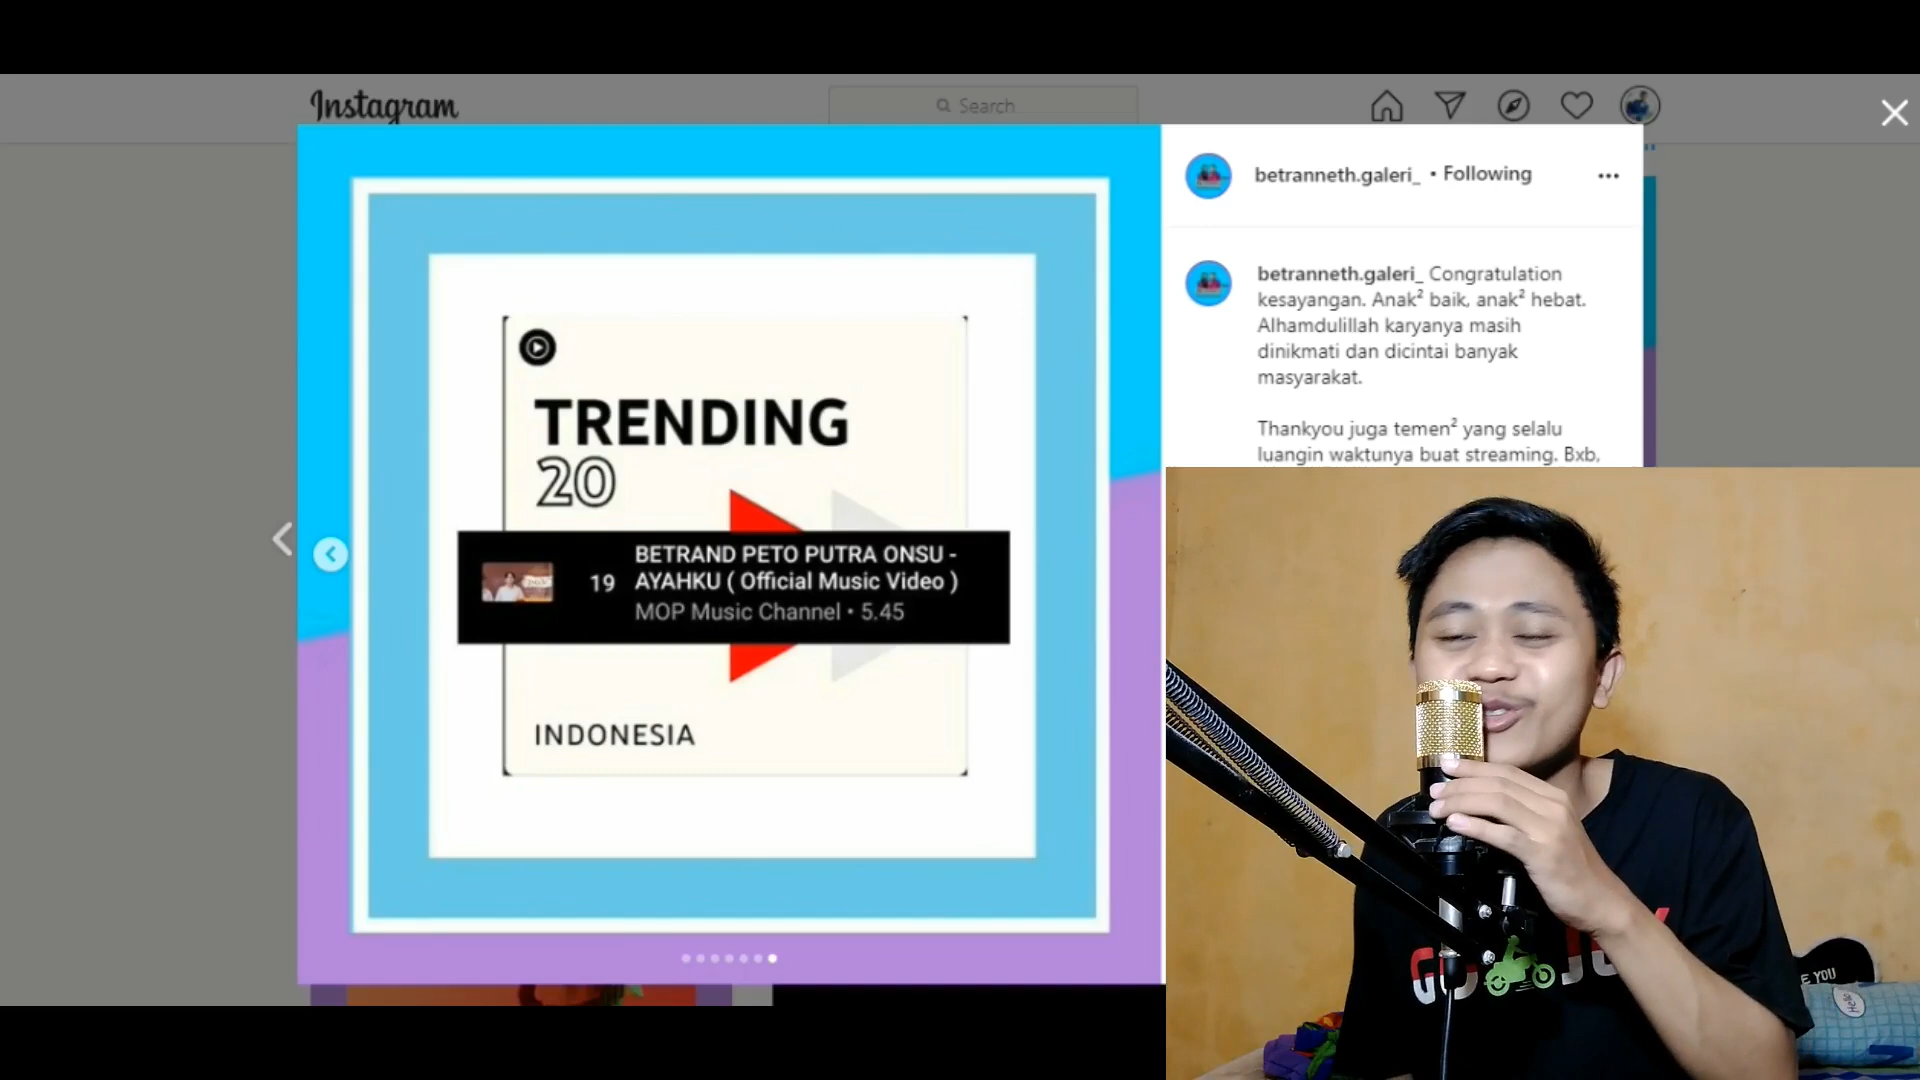 Instagram
Search
betranneth.galeri_ • Following
betranneth.galeri_ Congratulation
kesayangan. Anak² baik, anak² hebat.
Alhamdulillah karyanya masih
dinikmati dan dicintai banyak
masyarakat.
Thankyou juga temen² yang selalu
luangin waktunya buat streaming. Bxb,
TRENDING
20
19
BETRAND PETO PUTRA ONSU -
AYAHKU ( Official Music Video )
MOP Music Channel • 5.45
INDONESIA
YOU
Hello